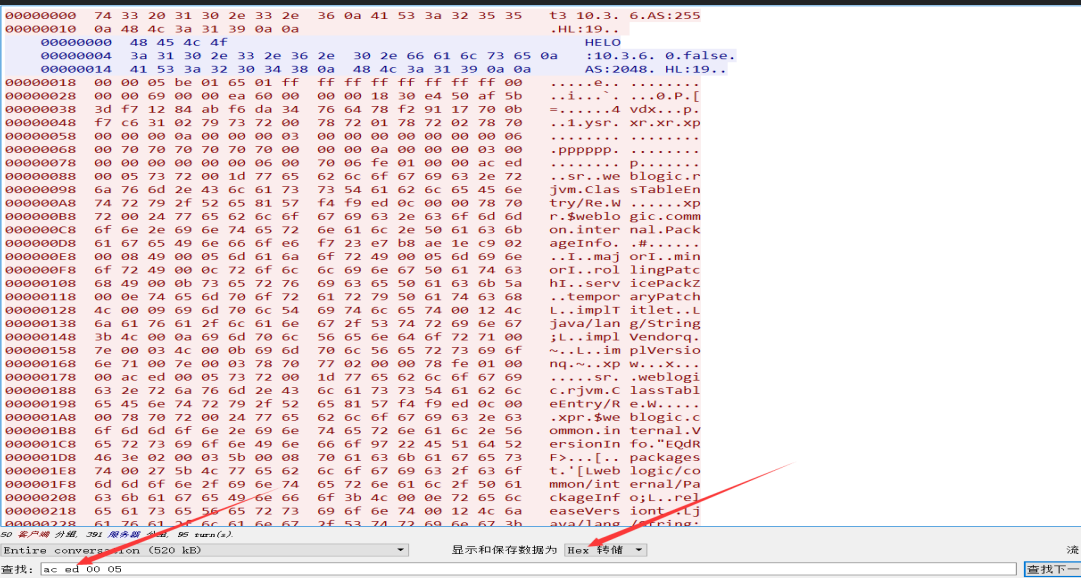 00000000 74 33 20 31 30 2e 33 2e 36 0a 41 53 3a 32 35 35 t3 10.3. 6.AS:255
00000010 0a 48 4c 3a 31 39 0a 0a .HL:19..
00000000 48 45 4c 4f HELO
00000004 3a 31 30 2e 33 2e 36 2e 30 2e 66 61 6c 73 65 0a :10.3.6. 0.false.
00000014 41 53 3a 32 30 34 38 0a 48 4c 3a 31 39 0a 0a AS:2048. HL:19..
00000018 00 00 05 be 01 65 01 ff ff ff ff ff ff ff ff 00 .....e.. ........
00000028 00 00 69 00 00 ea 60 00 00 00 18 30 e4 50 af 5b ..i...`. ...0.P.[
00000038 3d f7 12 84 ab f6 da 34 76 64 78 f2 91 17 70 0b =......4 vdx...p.
00000048 f7 c6 31 02 79 73 72 00 78 72 01 78 72 02 78 70 ..1.ysr. xr.xr.xp
00000058 00 00 00 0a 00 00 00 03 00 00 00 00 00 00 00 06 ........ ........
00000068 00 70 70 70 70 70 70 00 00 00 0a 00 00 00 03 00 .pppppp. ........
00000078 00 00 00 00 00 00 06 00 70 06 fe 01 00 00 ac ed ........ p.......
00000088 00 05 73 72 00 1d 77 65 62 6c 6f 67 69 63 2e 72 ..sr..we blogic.r
00000098 6a 76 6d 2e 43 6c 61 73 73 54 61 62 6c 65 45 6e jvm.Clas sTableEn
000000A8 74 72 79 2f 52 65 81 57 f4 f9 ed 0c 00 00 78 70 try/Re.W ......xp
000000B8 72 00 24 77 65 62 6c 6f 67 69 63 2e 63 6f 6d 6d r.$weblo gic.comm
000000C8 6f 6e 2e 69 6e 74 65 72 6e 61 6c 2e 50 61 63 6b on.inter nal.Pack
000000D8 61 67 65 49 6e 66 6f e6 f7 23 e7 b8 ae 1e c9 02 ageInfo. .#......
000000E8 00 08 49 00 05 6d 61 6a 6f 72 49 00 05 6d 69 6e ..I..maj orI..min
000000F8 6f 72 49 00 0c 72 6f 6c 6c 69 6e 67 50 61 74 63 orI..rol lingPatc
00000108 68 49 00 0b 73 65 72 76 69 63 65 50 61 63 6b 5a hI..serv icePackZ
00000118 00 0e 74 65 6d 70 6f 72 61 72 79 50 61 74 63 68 ..tempor aryPatch
00000128 4c 00 09 69 6d 70 6c 54 69 74 6c 65 74 00 12 4c L..implT itlet..L
00000138 6a 61 76 61 2f 6c 61 6e 67 2f 53 74 72 69 6e 67 java/lan g/String
00000148 3b 4c 00 0a 69 6d 70 6c 56 65 6e 64 6f 72 71 00 ;L..impl Vendorq.
00000158 7e 00 03 4c 00 0b 69 6d 70 6c 56 65 72 73 69 6f ~..L..im plVersio
00000168 6e 71 00 7e 00 03 78 70 77 02 00 00 78 fe 01 00 nq.~..xp w...x...
00000178 00 ac ed 00 05 73 72 00 1d 77 65 62 6c 6f 67 69 .....sr. .weblogi
00000188 63 2e 72 6a 76 6d 2e 43 6c 61 73 73 54 61 62 6c c.rjvm.C lassTabl
00000198 65 45 6e 74 72 79 2f 52 65 81 57 f4 f9 ed 0c 00 eEntry/R e.W.....
000001A8 00 78 70 72 00 24 77 65 62 6c 6f 67 69 63 2e 63 .xpr.$we blogic.c
000001B8 6f 6d 6d 6f 6e 2e 69 6e 74 65 72 6e 61 6c 2e 56 ommon.in ternal.V
000001C8 65 72 73 69 6f 6e 49 6e 66 6f 97 22 45 51 64 52 ersionIn fo."EQdR
000001D8 46 3e 02 00 03 5b 00 08 70 61 63 6b 61 67 65 73 F>...[.. packages
000001E8 74 00 27 5b 4c 77 65 62 6c 6f 67 69 63 2f 63 6f t.'[Lweb logic/co
000001F8 6d 6d 6f 6e 2f 69 6e 74 65 72 6e 61 6c 2f 50 61 mmon/int ernal/Pa
00000208 63 6b 61 67 65 49 6e 66 6f 3b 4c 00 0e 72 65 6c ckageInf o;L..rel
00000218 65 61 73 65 56 65 72 73 69 6f 6e 74 00 12 4c 6a easeVers iont..Lj
00000228 61 76 61 2f 6c 61 6e 67 2f 53 74 72 69 6e 67 3b ava/lang /String;
50 客户端 分组, 391 服务器 分组, 95 turn(s).
Entire conversation (520 kB) 显示和保存数据为 Hex 转储 流
查找: ac ed 00 05 查找下一